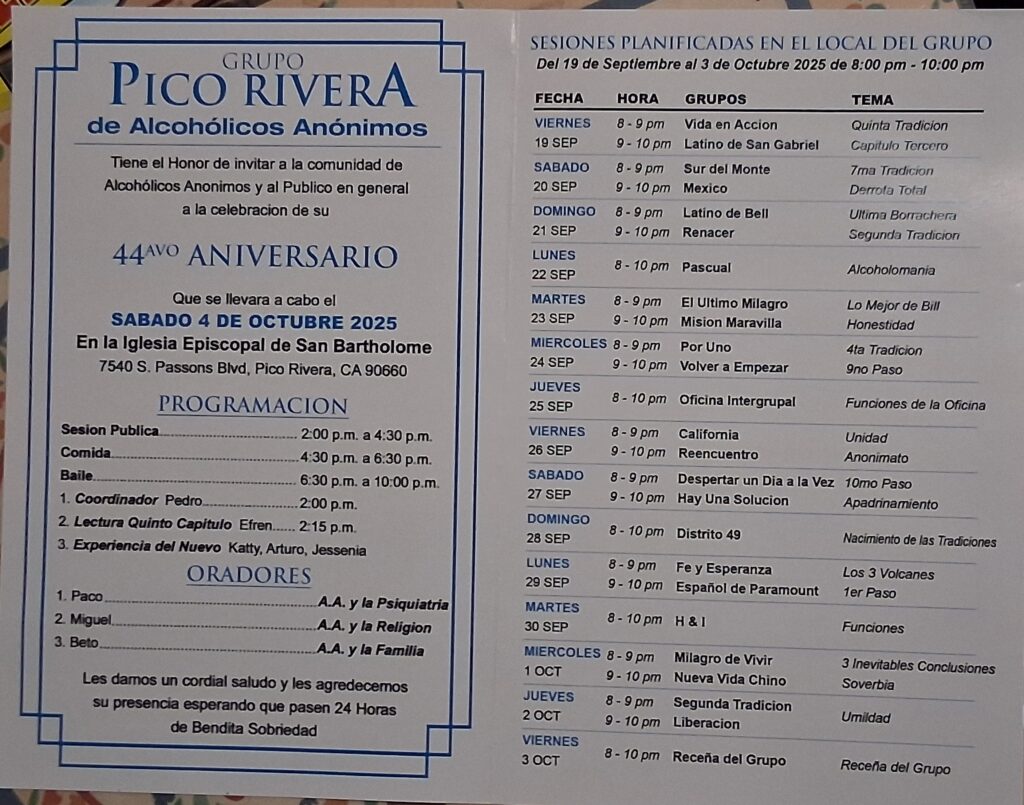 GRUPO
PICO RIVERA
de Alcohólicos Anónimos
Tiene el Honor de invitar a la comunidad de
Alcohólicos Anonimos y al Publico en general
a la celebracion de su
44AVO ANIVERSARIO
Que se llevara a cabo el
SABADO 4 DE OCTUBRE 2025
En la Iglesia Episcopal de San Bartholome
7540 S. Passons Blvd, Pico Rivera, CA 90660
PROGRAMACION
Sesion Publica 2:00 p.m. a 4:30 p.m.
Comida 4:30 p.m. a 6:30 p.m.
Baile 6:30 p.m. a 10:00 p.m.
1. Coordinador Pedro 2:00 p.m.
2. Lectura Quinto Capitulo Efren 2:15 p.m.
3. Experiencia del Nuevo Katty, Arturo, Jessenia
ORADORES
1. Paco A.A. y la Psiquiatria
2. Miguel A.A. y la Religion
3. Beto A.A. y la Familia
Les damos un cordial saludo y les agredecemos
su presencia esperando que pasen 24 Horas
de Bendita Sobriedad
SESIONES PLANIFICADAS EN EL LOCAL DEL GRUPO
Del 19 de Septiembre al 3 de Octubre 2025 de 8:00 pm - 10:00 pm
FECHA HORA GRUPOS TEMA
VIERNES 8 - 9 pm Vida en Accion Quinta Tradicion
19 SEP 9 - 10 pm Latino de San Gabriel Capitulo Tercero
SABADO 8 - 9 pm Sur del Monte 7ma Tradicion
20 SEP 9 - 10 pm Mexico Derrota Total
DOMINGO 8 - 9 pm Latino de Bell Ultima Borrachera
21 SEP 9 - 10 pm Renacer Segunda Tradicion
LUNES
22 SEP 8 - 10 pm Pascual Alcoholomania
MARTES 8 - 9 pm El Ultimo Milagro Lo Mejor de Bill
23 SEP 9 - 10 pm Mision Maravilla Honestidad
MIERCOLES 8 - 9 pm Por Uno 4ta Tradicion
24 SEP 9 - 10 pm Volver a Empezar 9no Paso
JUEVES
25 SEP 8 - 10 pm Oficina Intergrupal Funciones de la Oficina
VIERNES 8 - 9 pm California Unidad
26 SEP 9 - 10 pm Reencuentro Anonimato
SABADO 8 - 9 pm Despertar un Dia a la Vez 10mo Paso
27 SEP 9 - 10 pm Hay Una Solucion Apadrinamiento
DOMINGO
28 SEP 8 - 10 pm Distrito 49 Nacimiento de las Tradiciones
LUNES 8 - 9 pm Fe y Esperanza Los 3 Volcanes
29 SEP 9 - 10 pm Español de Paramount 1er Paso
MARTES
30 SEP 8 - 10 pm H & I Funciones
MIERCOLES 8 - 9 pm Milagro de Vivir 3 Inevitables Conclusiones
1 OCT 9 - 10 pm Nueva Vida Chino Soverbia
JUEVES 8 - 9 pm Segunda Tradicion
2 OCT 9 - 10 pm Liberacion Umildad
VIERNES
3 OCT 8 - 10 pm Receña del Grupo Receña del Grupo